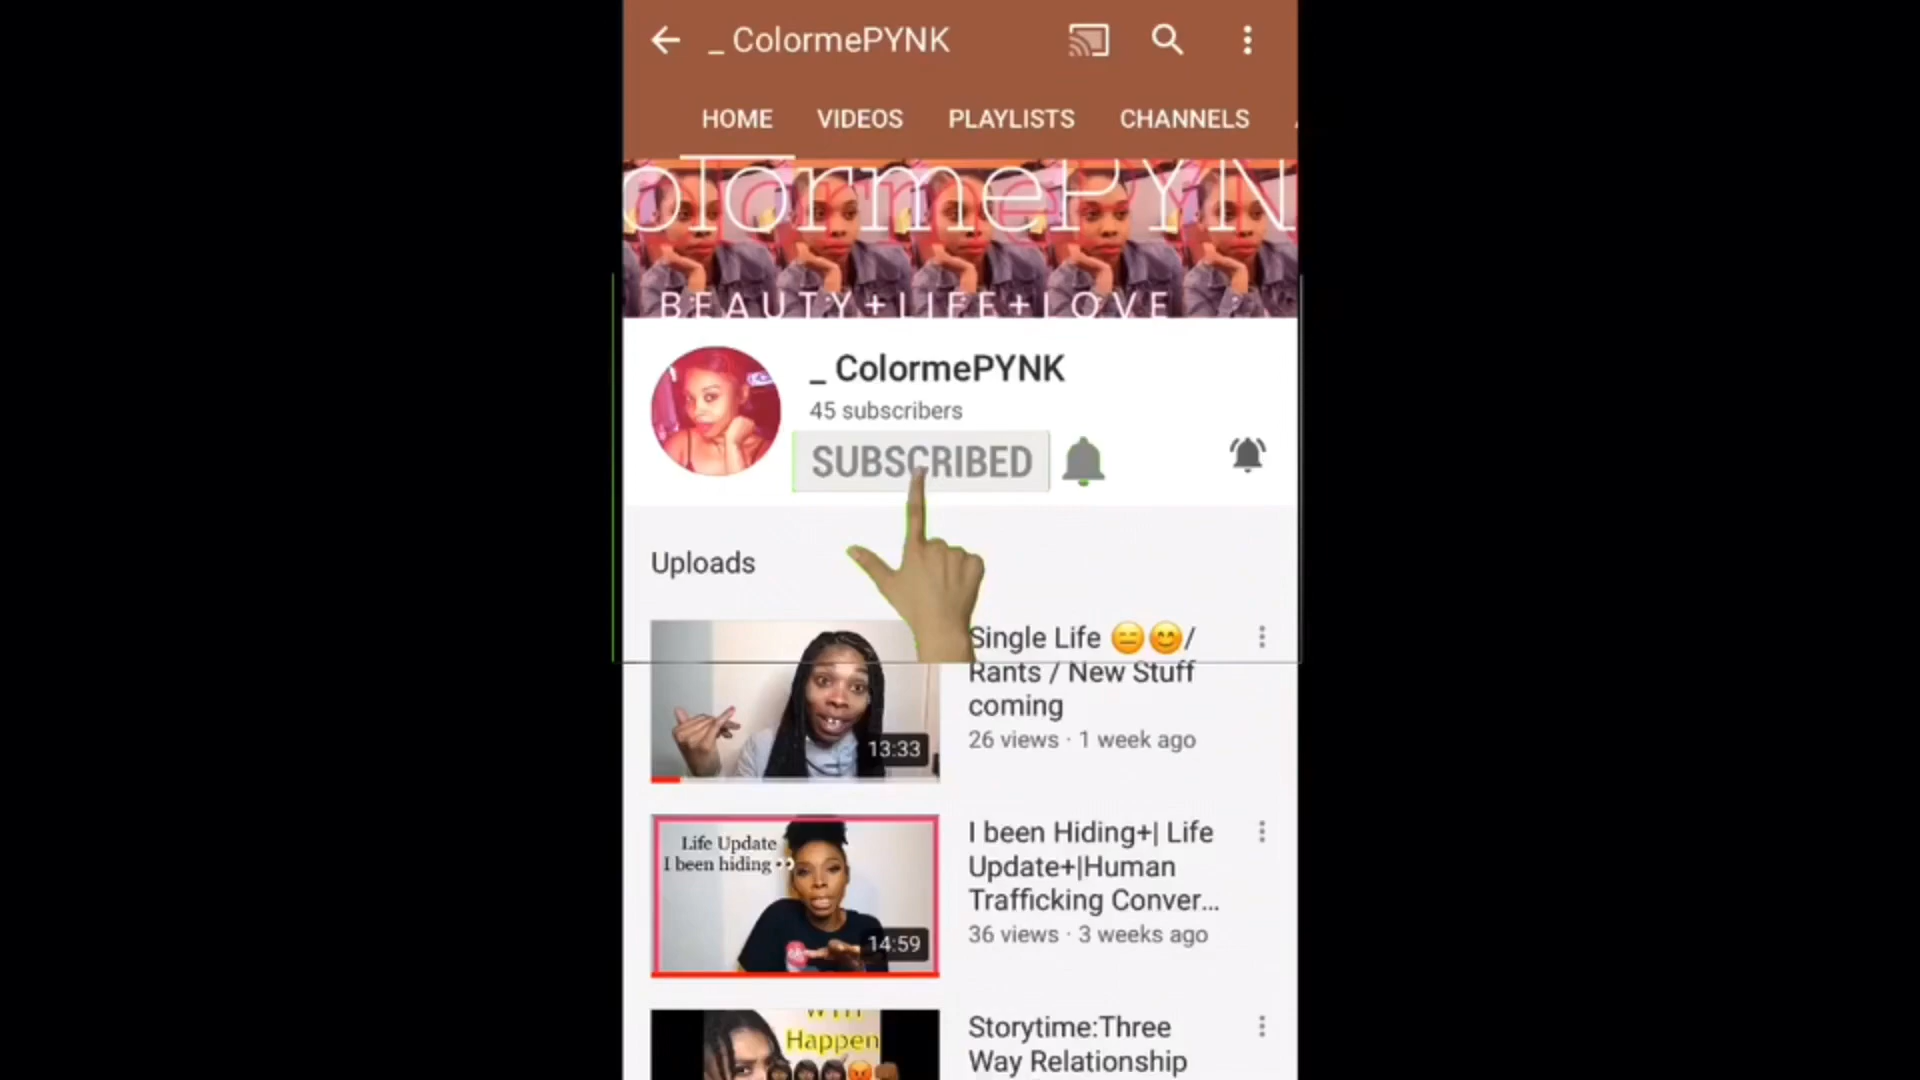 _ ColormePYNK
HOME VIDEOS PLAYLISTS CHANNELS
olormePYN
BEAUTY+LIFE+LOVE
_ ColormePYNK
45 subscribers
SUBSCRIBED
Uploads
Single Life 😑😊/
Rants / New Stuff
coming
26 views · 1 week ago
13:33
Life Update
I been hiding 👀
14:59
I been Hiding+| Life
Update+|Human
Trafficking Conver...
36 views · 3 weeks ago
Happen
Storytime:Three
Way Relationship